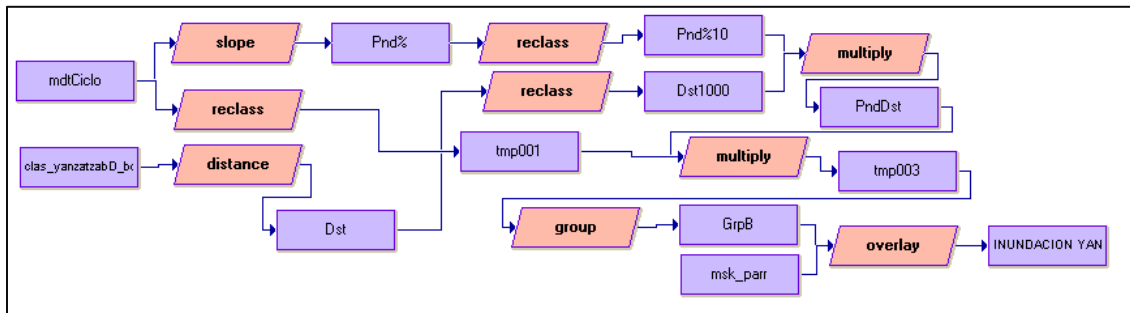 slope
Pnd%
reclass
Pnd%10
multiply
mdtCiclo
reclass
reclass
Dst1000
PndDst
clas_yanzatzabD_bo
distance
tmp001
multiply
tmp003
Dst
group
GrpB
overlay
INUNDACION YAN
msk_parr